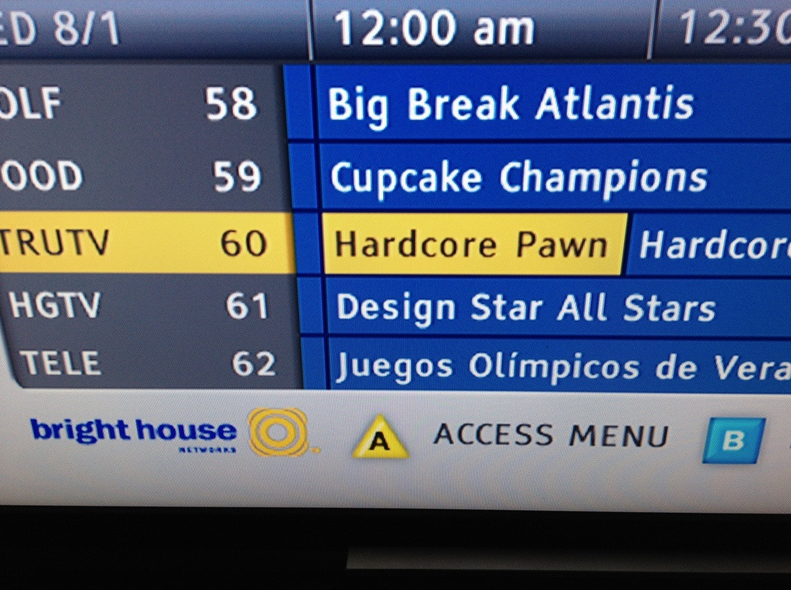 ED 8/1 12:00 am 12:30
OLF 58 Big Break Atlantis
OOD 59 Cupcake Champions
TRUTV 60 Hardcore Pawn Hardcor
HGTV 61 Design Star All Stars
TELE 62 Juegos Olímpicos de Vera
bright house A ACCESS MENU B
NETWORKS